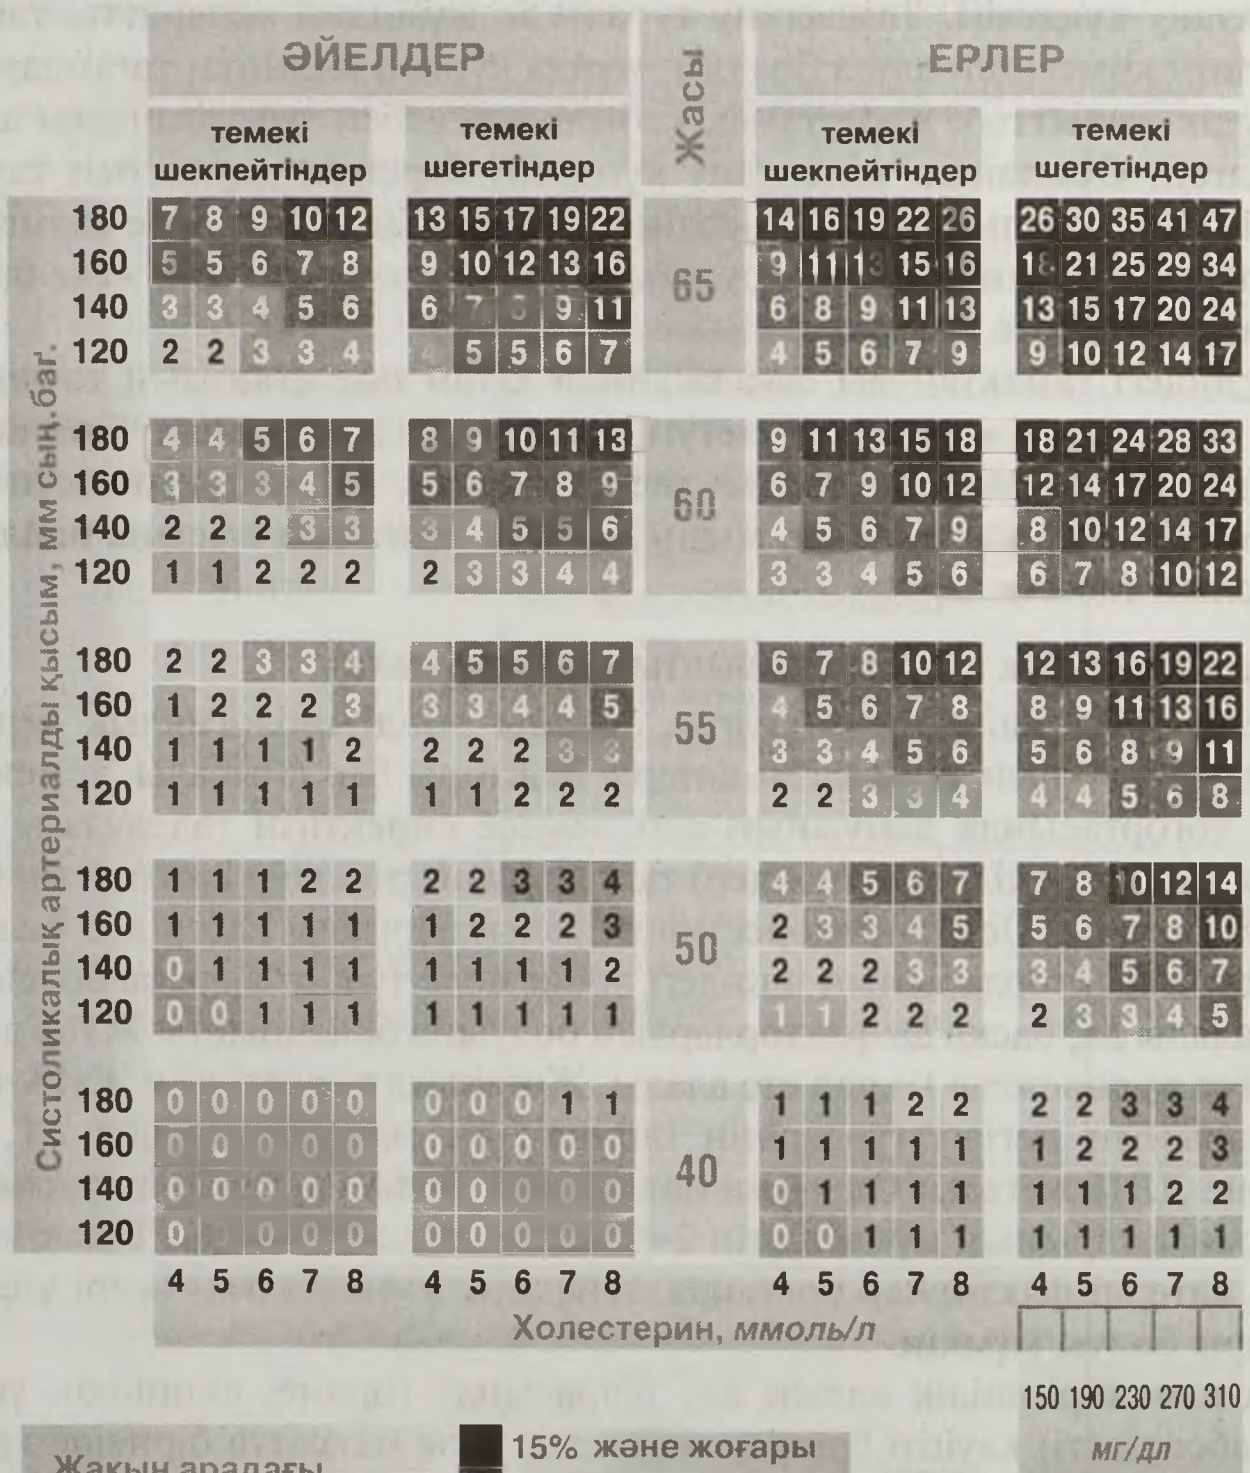 ӘЙЕЛДЕР Жасы ЕРЛЕР
темекі шекпейтіндер темекі шегетіндер темекі шекпейтіндер темекі шегетіндер
Систоликалық артериалды қысым, мм сын.бағ.
180 7 8 9 10 12 13 15 17 19 22 14 16 19 22 26 26 30 35 41 47
160 5 5 6 7 8 9 10 12 13 16 65 9 11 13 15 16 18 21 25 29 34
140 3 3 4 5 6 6 7 8 9 11 6 8 9 11 13 13 15 17 20 24
120 2 2 3 3 4 4 5 5 6 7 4 5 6 7 9 9 10 12 14 17
180 4 4 5 6 7 8 9 10 11 13 9 11 13 15 18 18 21 24 28 33
160 3 3 3 4 5 5 6 7 8 9 60 6 7 9 10 12 12 14 17 20 24
140 2 2 2 3 3 3 4 5 5 6 4 5 6 7 9 8 10 12 14 17
120 1 1 2 2 2 2 3 3 4 4 3 3 4 5 6 6 7 8 10 12
180 2 2 3 3 4 4 5 5 6 7 6 7 8 10 12 12 13 16 19 22
160 1 2 2 2 3 3 3 4 4 5 55 4 5 6 7 8 8 9 11 13 16
140 1 1 1 1 2 2 2 2 3 3 3 3 4 5 6 5 6 8 9 11
120 1 1 1 1 1 1 1 2 2 2 2 2 3 3 4 4 4 5 6 8
180 1 1 1 2 2 2 2 3 3 4 4 4 5 6 7 7 8 10 12 14
160 1 1 1 1 1 1 2 2 2 3 50 2 3 3 4 5 5 6 7 8 10
140 0 1 1 1 1 1 1 1 1 2 2 2 2 3 3 3 4 5 6 7
120 0 0 1 1 1 1 1 1 1 1 1 1 2 2 2 2 3 3 4 5
180 0 0 0 0 0 0 0 0 1 1 1 1 1 2 2 2 2 3 3 4
160 0 0 0 0 0 0 0 0 0 0 40 1 1 1 1 1 1 2 2 2 3
140 0 0 0 0 0 0 0 0 0 0 0 1 1 1 1 1 1 1 2 2
120 0 0 0 0 0 0 0 0 0 0 0 0 1 1 1 1 1 1 1 1
4 5 6 7 8 4 5 6 7 8 4 5 6 7 8 4 5 6 7 8
Холестерин, ммоль/л
150 190 230 270 310
мг/дл
15% және жоғары
Жақын арадағы